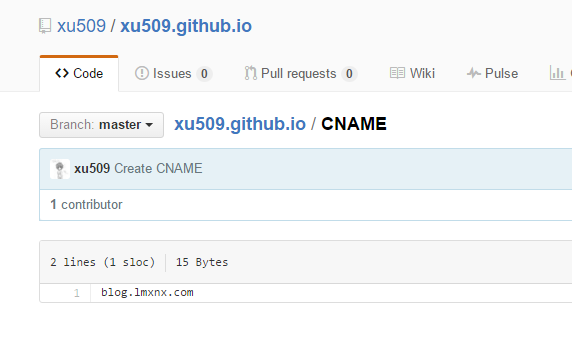 xu509 / xu509.github.io
Code Issues 0 Pull requests 0 Wiki Pulse
Branch: master xu509.github.io / CNAME
xu509 Create CNAME
1 contributor
2 lines (1 sloc) 15 Bytes
1 blog.lmxnx.com